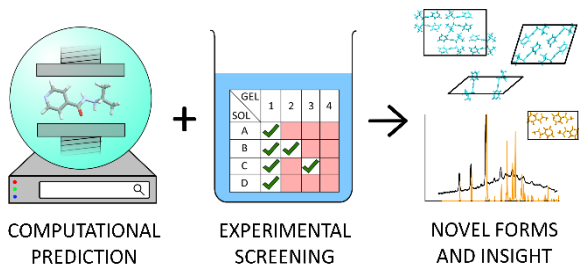 GEL
SOL
1 2 3 4
A
B
C
D
COMPUTATIONAL
PREDICTION
EXPERIMENTAL
SCREENING
NOVEL FORMS
AND INSIGHT